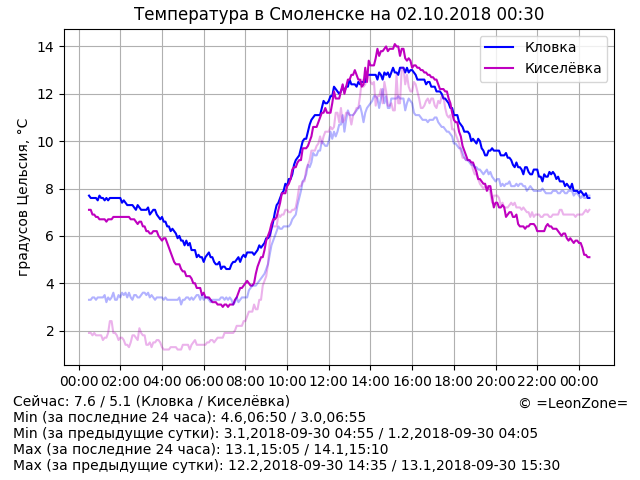 Температура в Смоленске на 02.10.2018 00:30
градусов Цельсия, °C
14
12
10
8
6
4
2
Кловка
Киселёвка
00:00 02:00 04:00 06:00 08:00 10:00 12:00 14:00 16:00 18:00 20:00 22:00 00:00
Сейчас: 7.6 / 5.1 (Кловка / Киселёвка)
© =LeonZone=
Min (за последние 24 часа): 4.6,06:50 / 3.0,06:55
Min (за предыдущие сутки): 3.1,2018-09-30 04:55 / 1.2,2018-09-30 04:05
Max (за последние 24 часа): 13.1,15:05 / 14.1,15:10
Max (за предыдущие сутки): 12.2,2018-09-30 14:35 / 13.1,2018-09-30 15:30